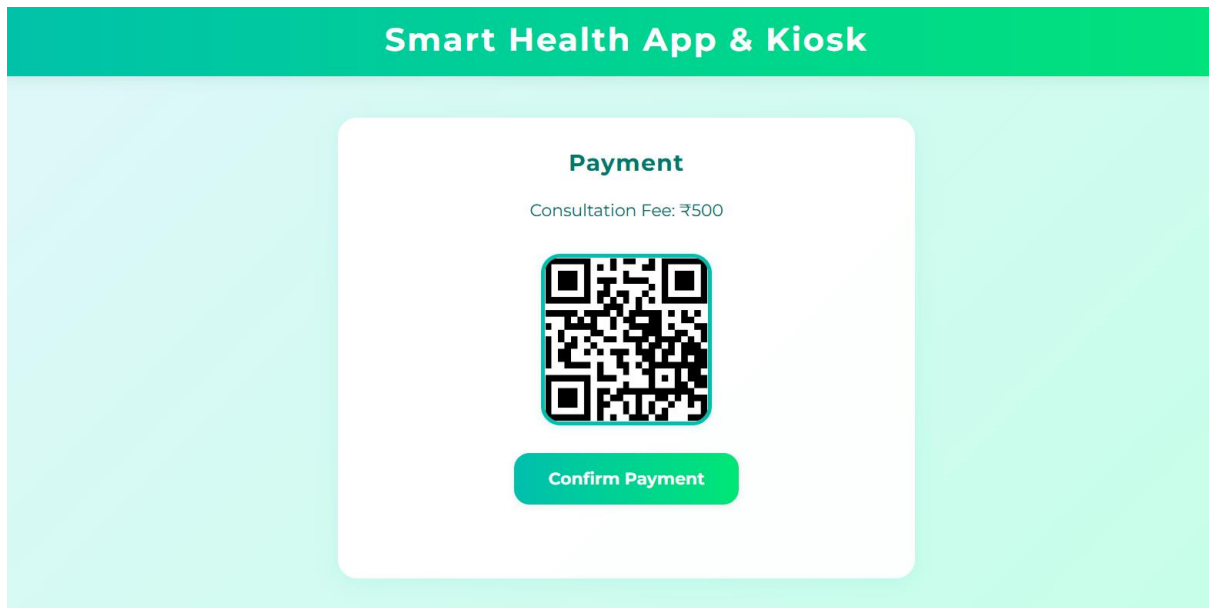 Smart Health App & Kiosk
Payment
Consultation Fee: ₹500
Confirm Payment